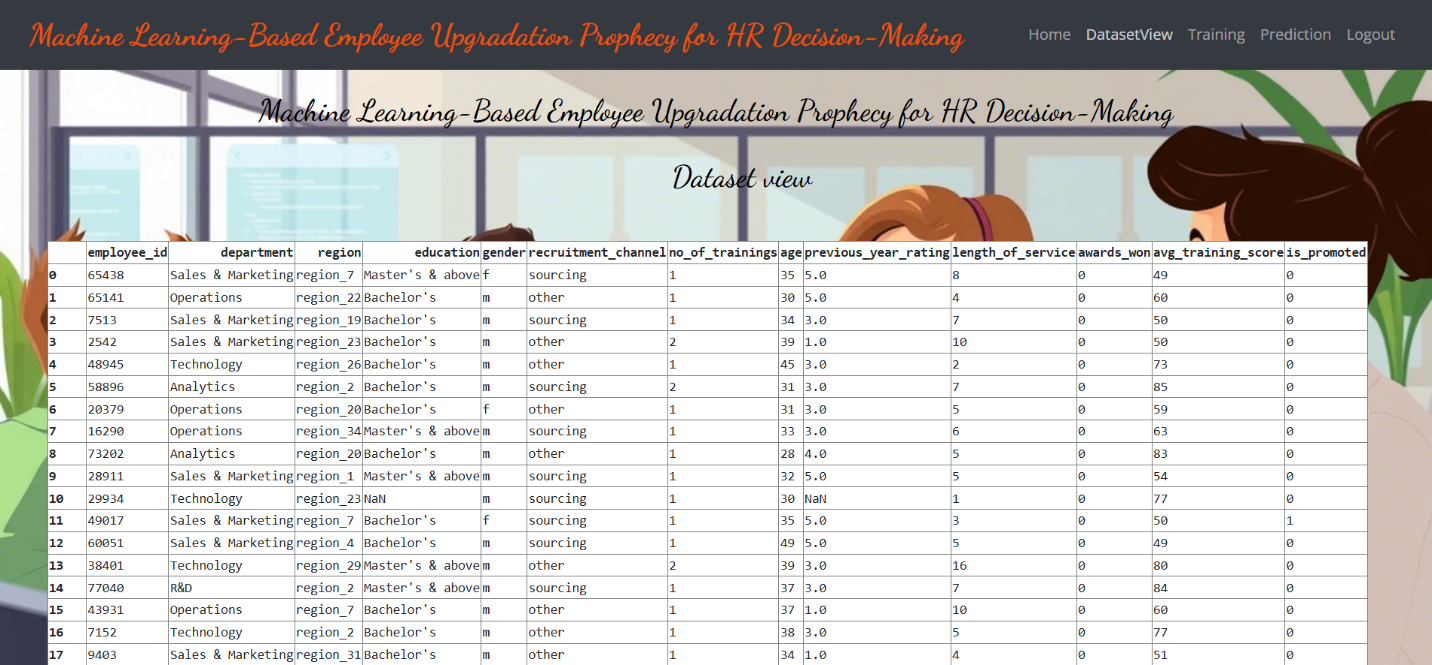 Machine Learning-Based Employee Upgradation Prophecy for HR Decision-Making Home DatasetView Training Prediction Logout
Machine Learning-Based Employee Upgradation Prophecy for HR Decision-Making
Dataset view
employee_id department region education gender recruitment_channel no_of_trainings age previous_year_rating length_of_service awards_won avg_training_score is_promoted
0 65438 Sales & Marketing region_7 Master's & above f sourcing 1 35 5.0 8 0 49 0
1 65141 Operations region_22 Bachelor's m other 1 30 5.0 4 0 60 0
2 7513 Sales & Marketing region_19 Bachelor's m sourcing 1 34 3.0 7 0 50 0
3 2542 Sales & Marketing region_23 Bachelor's m other 2 39 1.0 10 0 50 0
4 48945 Technology region_26 Bachelor's m other 1 45 3.0 2 0 73 0
5 58896 Analytics region_2 Bachelor's m sourcing 2 31 3.0 7 0 85 0
6 20379 Operations region_20 Bachelor's f other 1 31 3.0 5 0 59 0
7 16290 Operations region_34 Master's & above m sourcing 1 33 3.0 6 0 63 0
8 73202 Analytics region_20 Bachelor's m other 1 28 4.0 5 0 83 0
9 28911 Sales & Marketing region_1 Master's & above m sourcing 1 32 5.0 5 0 54 0
10 29934 Technology region_23 NaN m sourcing 1 30 NaN 1 0 77 0
11 49017 Sales & Marketing region_7 Bachelor's f sourcing 1 35 5.0 3 0 50 1
12 60051 Sales & Marketing region_4 Bachelor's m sourcing 1 49 5.0 5 0 49 0
13 38401 Technology region_29 Master's & above m other 2 39 3.0 16 0 80 0
14 77040 R&D region_2 Master's & above m sourcing 1 37 3.0 7 0 84 0
15 43931 Operations region_7 Bachelor's m other 1 37 1.0 10 0 60 0
16 7152 Technology region_2 Bachelor's m other 1 38 3.0 5 0 77 0
17 9403 Sales & Marketing region_31 Bachelor's m other 1 34 1.0 4 0 51 0